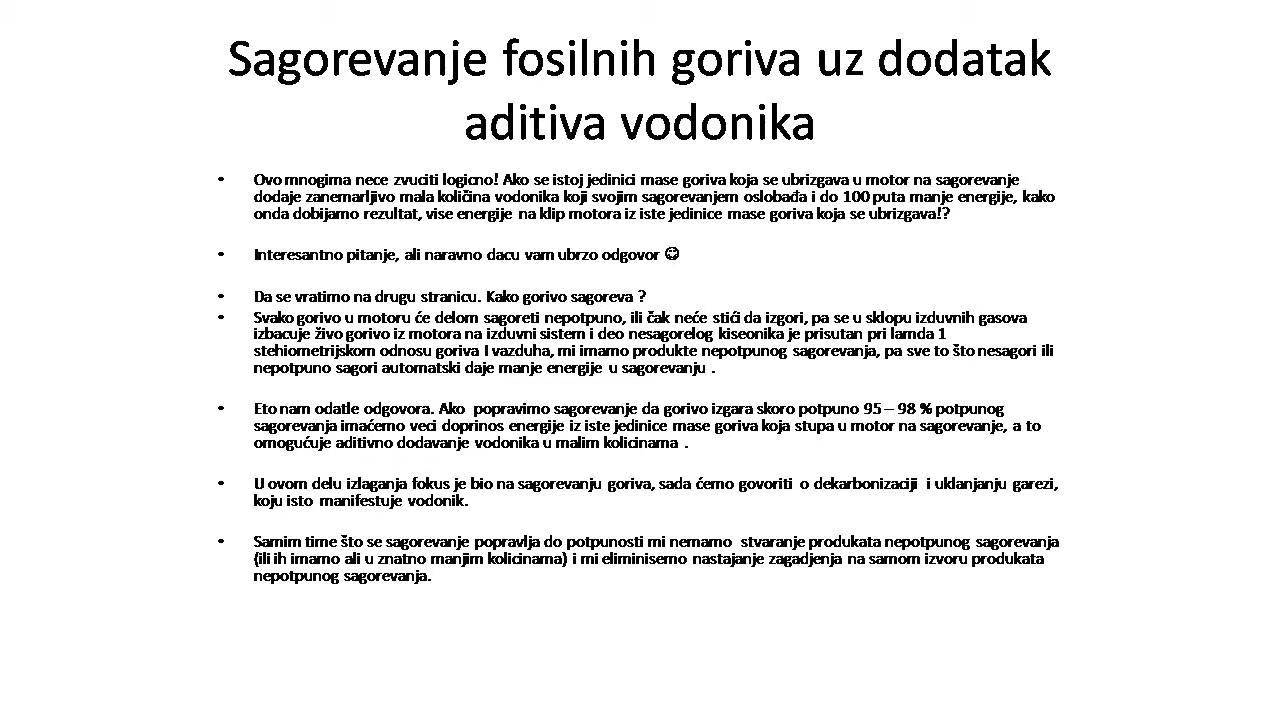 Sagorevanje fosilnih goriva uz dodatak
aditiva vodonika
• Ovo mnogima nece zvuciti logicno! Ako se istoj jedinici mase goriva koja se ubrizgava u motor na sagorevanje
dodaje zanemarljivo mala količina vodonika koji svojim sagorevanjem oslobađa i do 100 puta manje energije, kako
onda dobijamo rezultat, vise energije na klip motora iz iste jedinice mase goriva koja se ubrizgava!?
• Interesantno pitanje, ali naravno dacu vam ubrzo odgovor 😊
• Da se vratimo na drugu stranicu. Kako gorivo sagoreva ?
• Svako gorivo u motoru će delom sagoreti nepotpuno, ili čak neće stići da izgori, pa se u sklopu izduvnih gasova
izbacuje živo gorivo iz motora na izduvni sistem i deo nesagorelog kiseonika je prisutan pri lamda 1
stehiometrijskom odnosu goriva I vazduha, mi imamo produkte nepotpunog sagorevanja, pa sve to što nesagori ili
nepotpuno sagori automatski daje manje energije u sagorevanju .
• Eto nam odatle odgovora. Ako popravimo sagorevanje da gorivo izgara skoro potpuno 95 – 98 % potpunog
sagorevanja imaćemo veci doprinos energije iz iste jedinice mase goriva koja stupa u motor na sagorevanje, a to
omogućuje aditivno dodavanje vodonika u malim kolicinama .
• U ovom delu izlaganja fokus je bio na sagorevanju goriva, sada ćemo govoriti o dekarbonizaciji i uklanjanju garezi,
koju isto manifestuje vodonik.
• Samim time što se sagorevanje popravlja do potpunosti mi nemamo stvaranje produkata nepotpunog sagorevanja
(ili ih imamo ali u znatno manjim kolicinama) i mi eliminisemo nastajanje zagadjenja na samom izvoru produkata
nepotpunog sagorevanja.